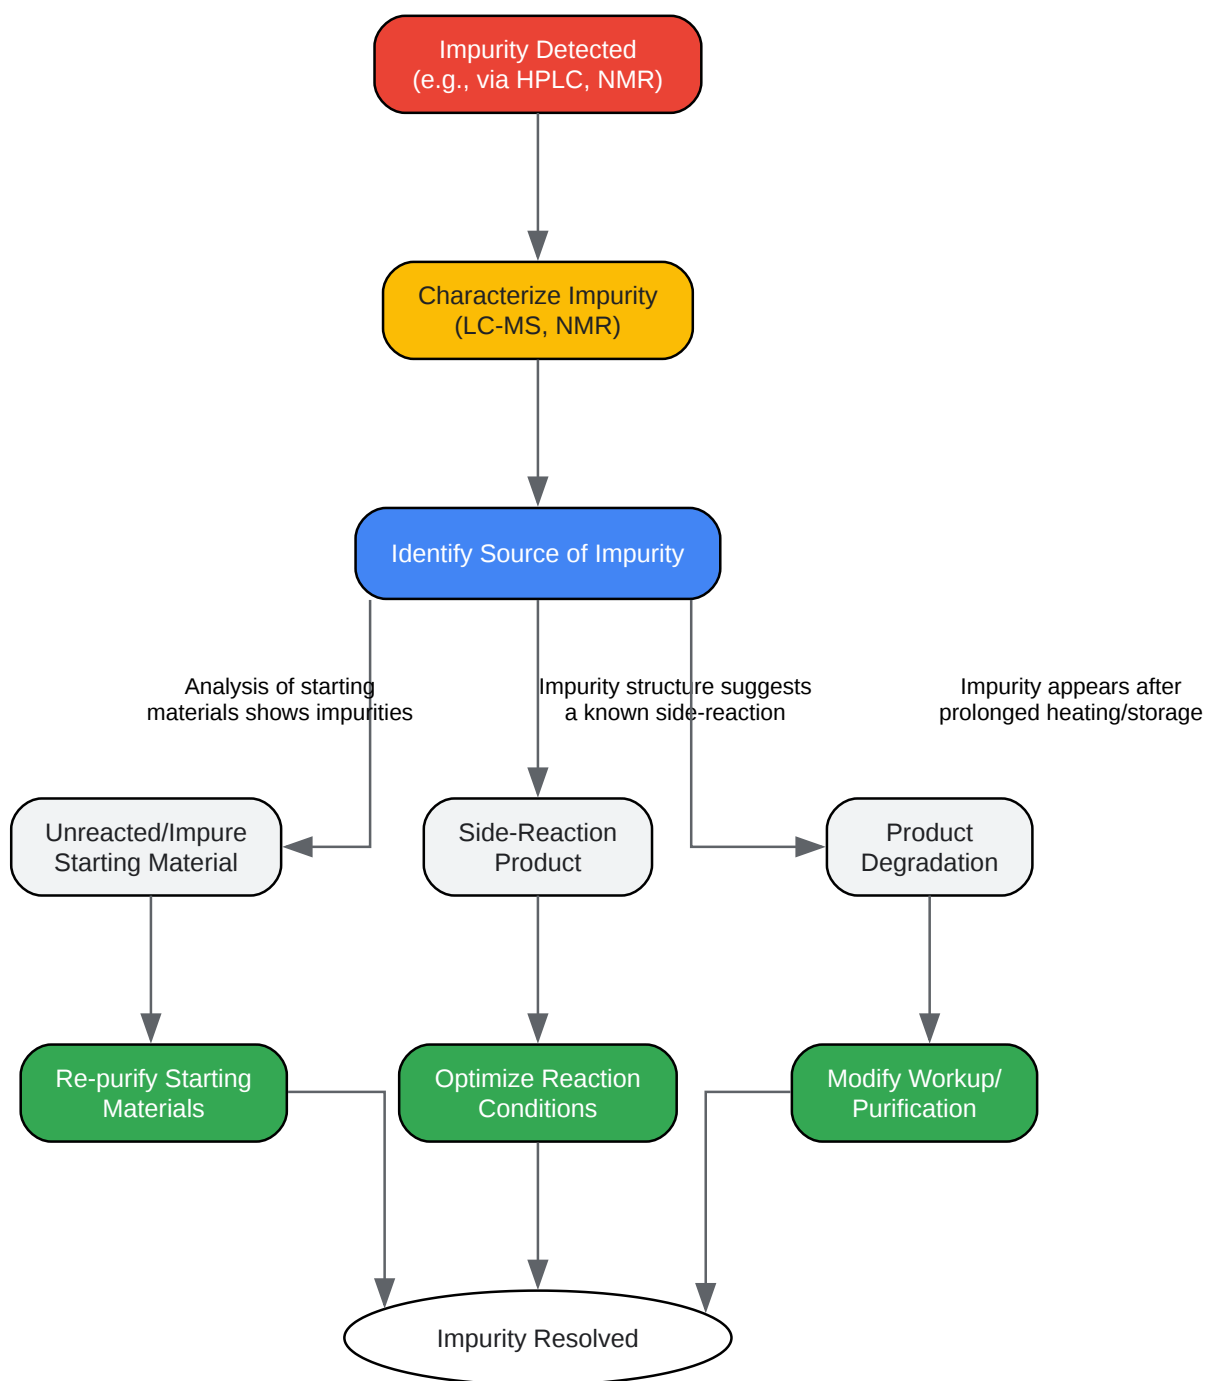 Impurity Detected
(e.g., via HPLC, NMR)
Characterize Impurity
(LC-MS, NMR)
Identify Source of Impurity
Analysis of starting
materials shows impurities
Impurity structure suggests
a known side-reaction
Impurity appears after
prolonged heating/storage
Unreacted/Impure
Starting Material
Side-Reaction
Product
Product
Degradation
Re-purify Starting
Materials
Optimize Reaction
Conditions
Modify Workup/
Purification
Impurity Resolved